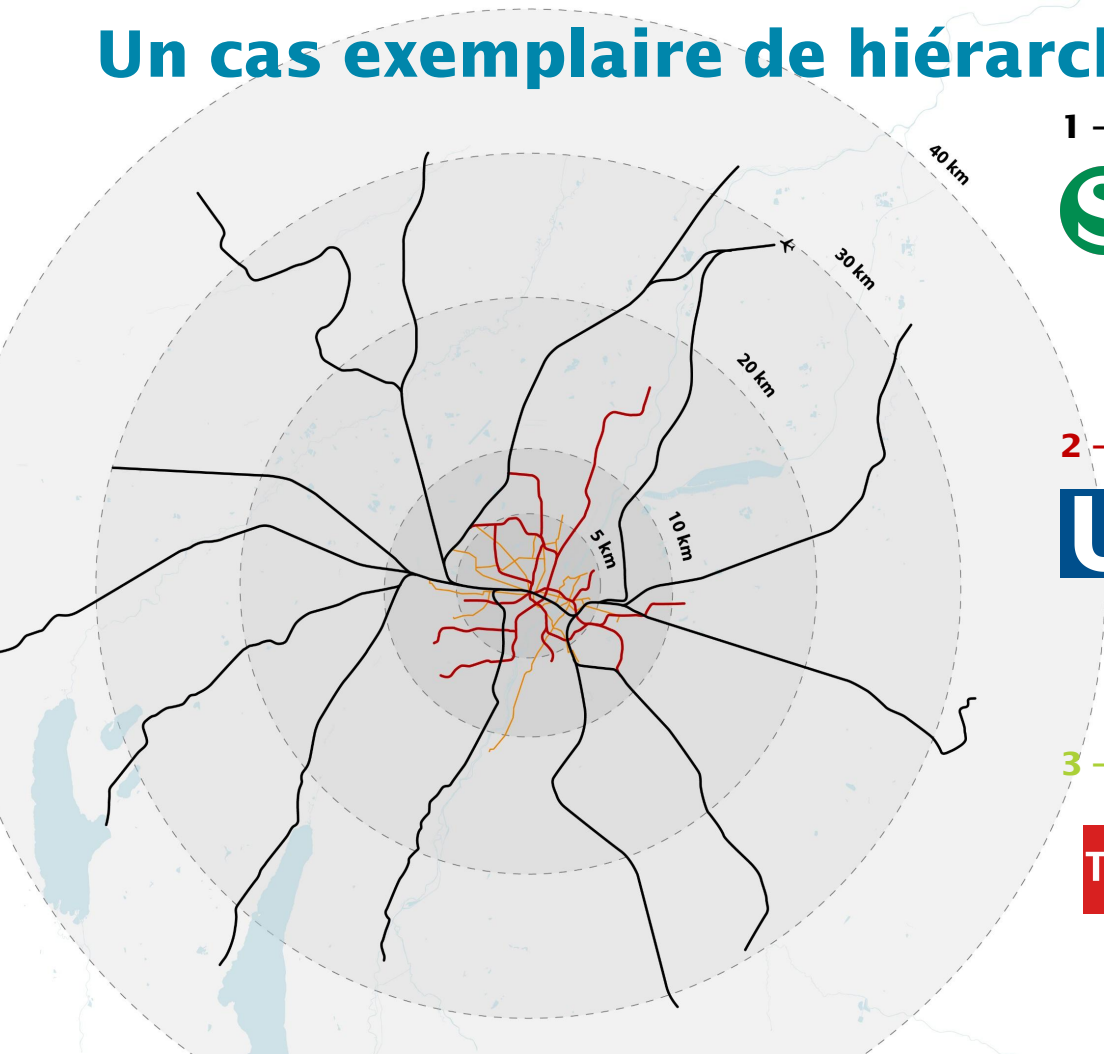 Un cas exemplaire de hiérarch
1 –
40 km
S
30 km
20 km
2 –
U
10 km
5 km
3 –
T